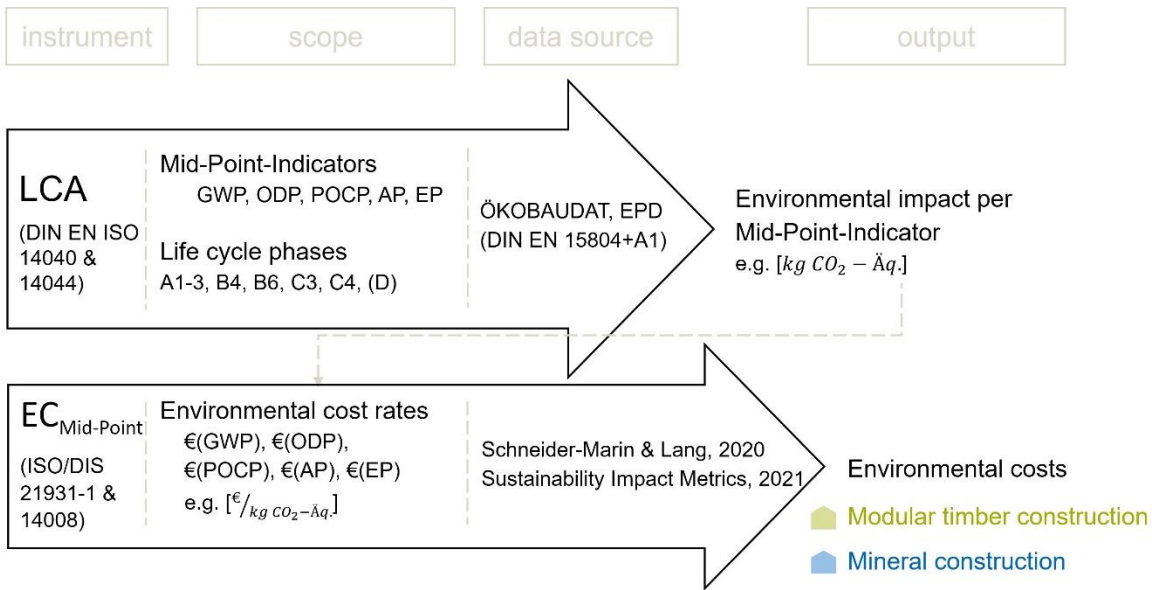 instrument
scope
data source
output
LCA
(DIN EN ISO
14040 &
14044)
Mid-Point-Indicators
GWP, ODP, POCP, AP, EP
Life cycle phases
A1-3, B4, B6, C3, C4, (D)
ÖKOBAUDAT, EPD
(DIN EN 15804+A1)
Environmental impact per
Mid-Point-Indicator
e.g. [kg CO₂ − Äq.]
EC Mid-Point
(ISO/DIS
21931-1 &
14008)
Environmental cost rates
€(GWP), €(ODP),
€(POCP), €(AP), €(EP)
e.g. [€/kg CO₂−Äq.]
Schneider-Marin & Lang, 2020
Sustainability Impact Metrics, 2021
Environmental costs
Modular timber construction
Mineral construction